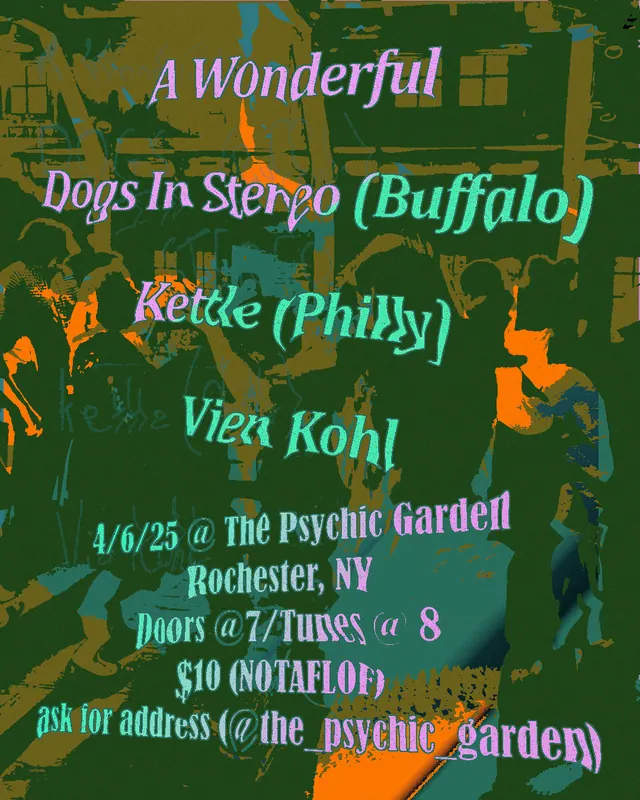 A Wonderful
Dogs In Stereo (Buffalo)
Kettle (Philly)
Vien Kohl
4/6/25 @ The Psychic Garden
Rochester, NY
Doors @7/Tunes @ 8
$10 (NOTAFLOF)
ask for address (@the_psychic_garden)